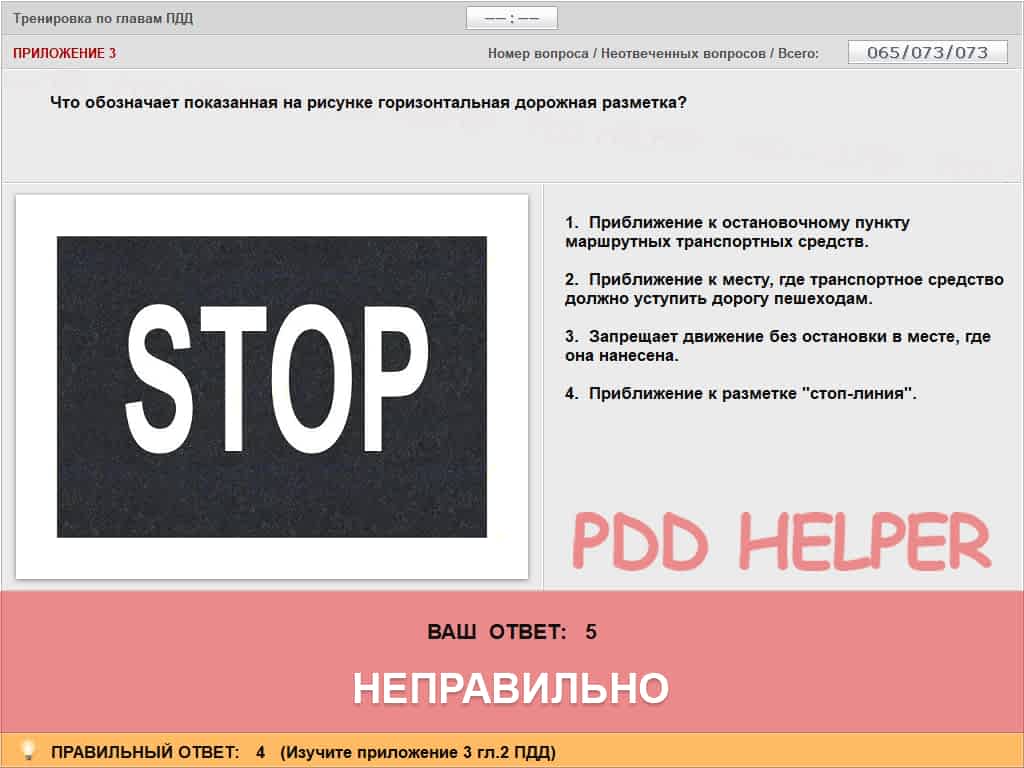 Тренировка по главам ПДД
—— : ——
ПРИЛОЖЕНИЕ 3
Номер вопроса / Неотвеченных вопросов / Всего:
065/073/073
Что обозначает показанная на рисунке горизонтальная дорожная разметка?
STOP
1. Приближение к остановочному пункту
маршрутных транспортных средств.
2. Приближение к месту, где транспортное средство
должно уступить дорогу пешеходам.
3. Запрещает движение без остановки в месте, где
она нанесена.
4. Приближение к разметке "стоп-линия".
PDD HELPER
ВАШ ОТВЕТ: 5
НЕПРАВИЛЬНО
ПРАВИЛЬНЫЙ ОТВЕТ: 4 (Изучите приложение 3 гл.2 ПДД)